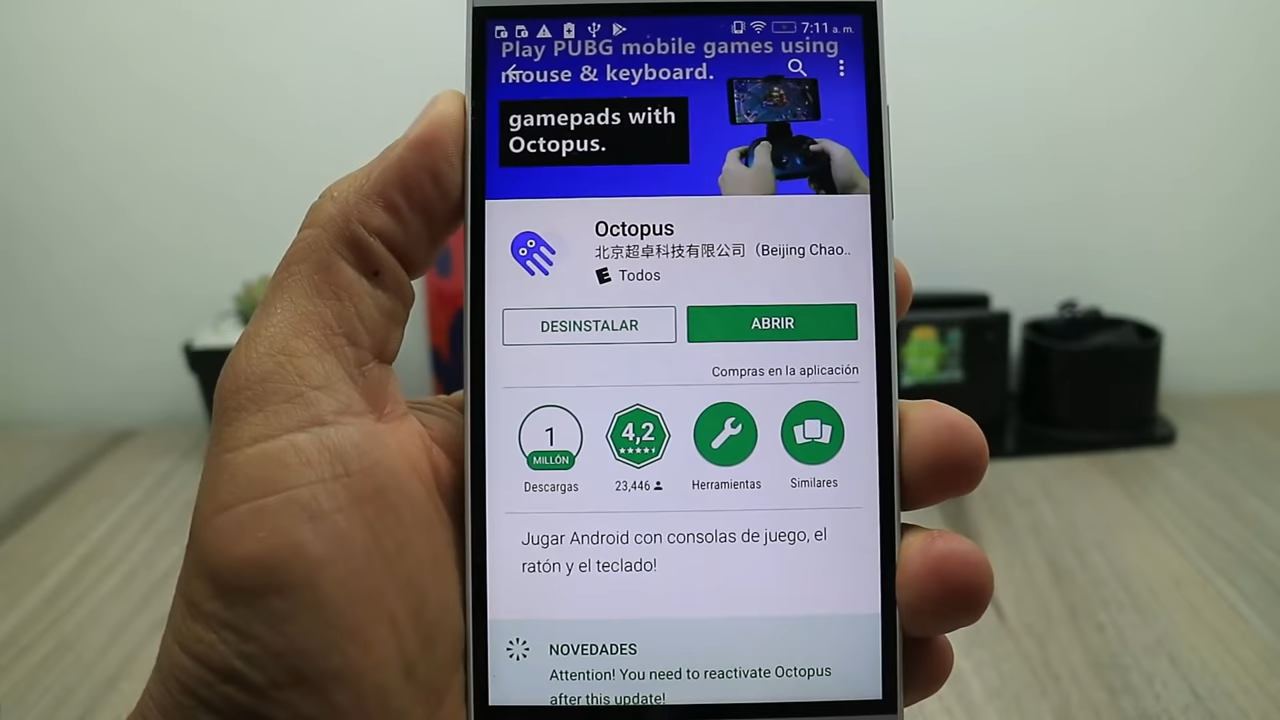 7:11 a. m.
Play PUBG mobile games using
mouse & keyboard.
gamepads with
Octopus.
Octopus
北京超卓科技有限公司（Beijing Chao..
E Todos
DESINSTALAR
ABRIR
Compras en la aplicación
1
MILLÓN
Descargas
4,2
23,446
Herramientas
Similares
Jugar Android con consolas de juego, el
ratón y el teclado!
NOVEDADES
Attention! You need to reactivate Octopus
after this update!